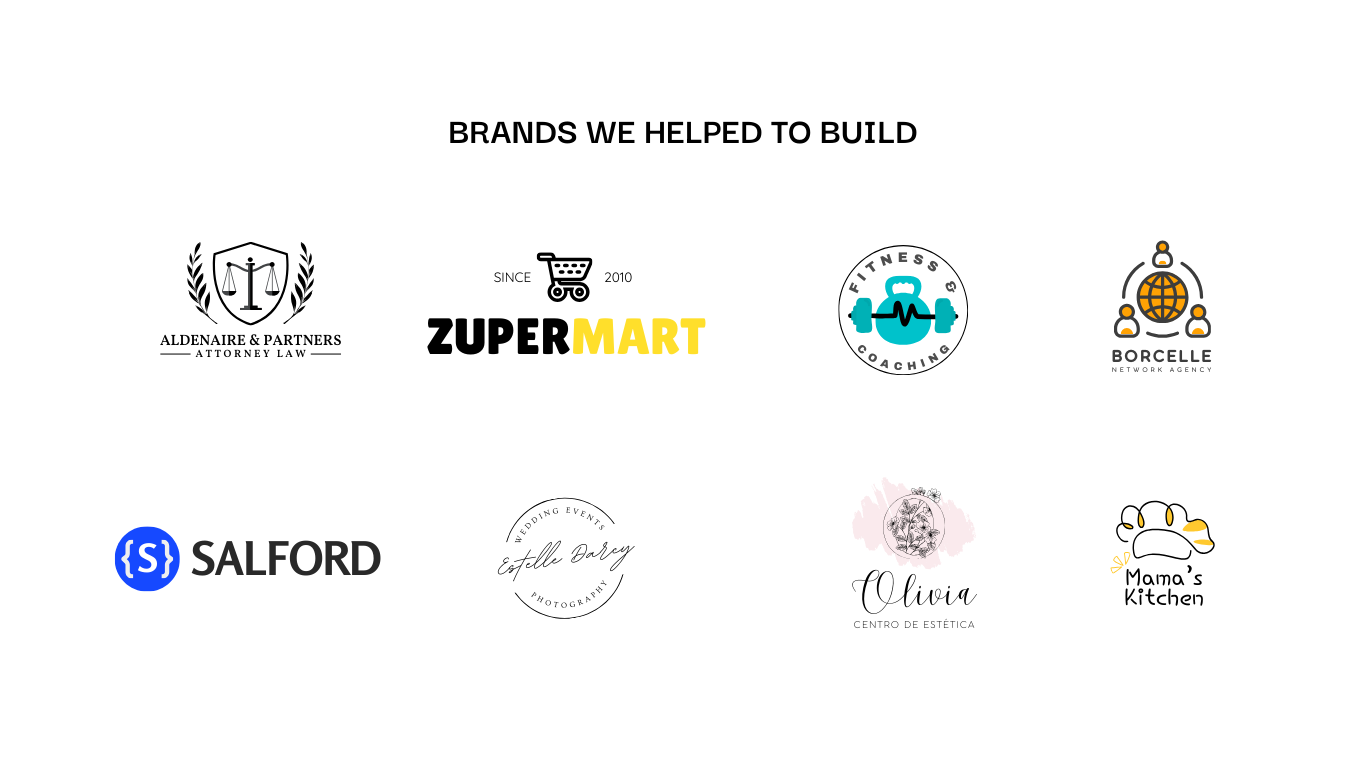 BRANDS WE HELPED TO BUILD
ALDENAIRE & PARTNERS
ATTORNEY LAW
SINCE 2010
ZUPERMART
FITNESS &
COACHING
BORCELLE
NETWORK AGENCY
{S} SALFORD
WEDDING EVENTS
Estelle Darcy
PHOTOGRAPHY
Olivia
CENTRO DE ESTÉTICA
Mama's
Kitchen